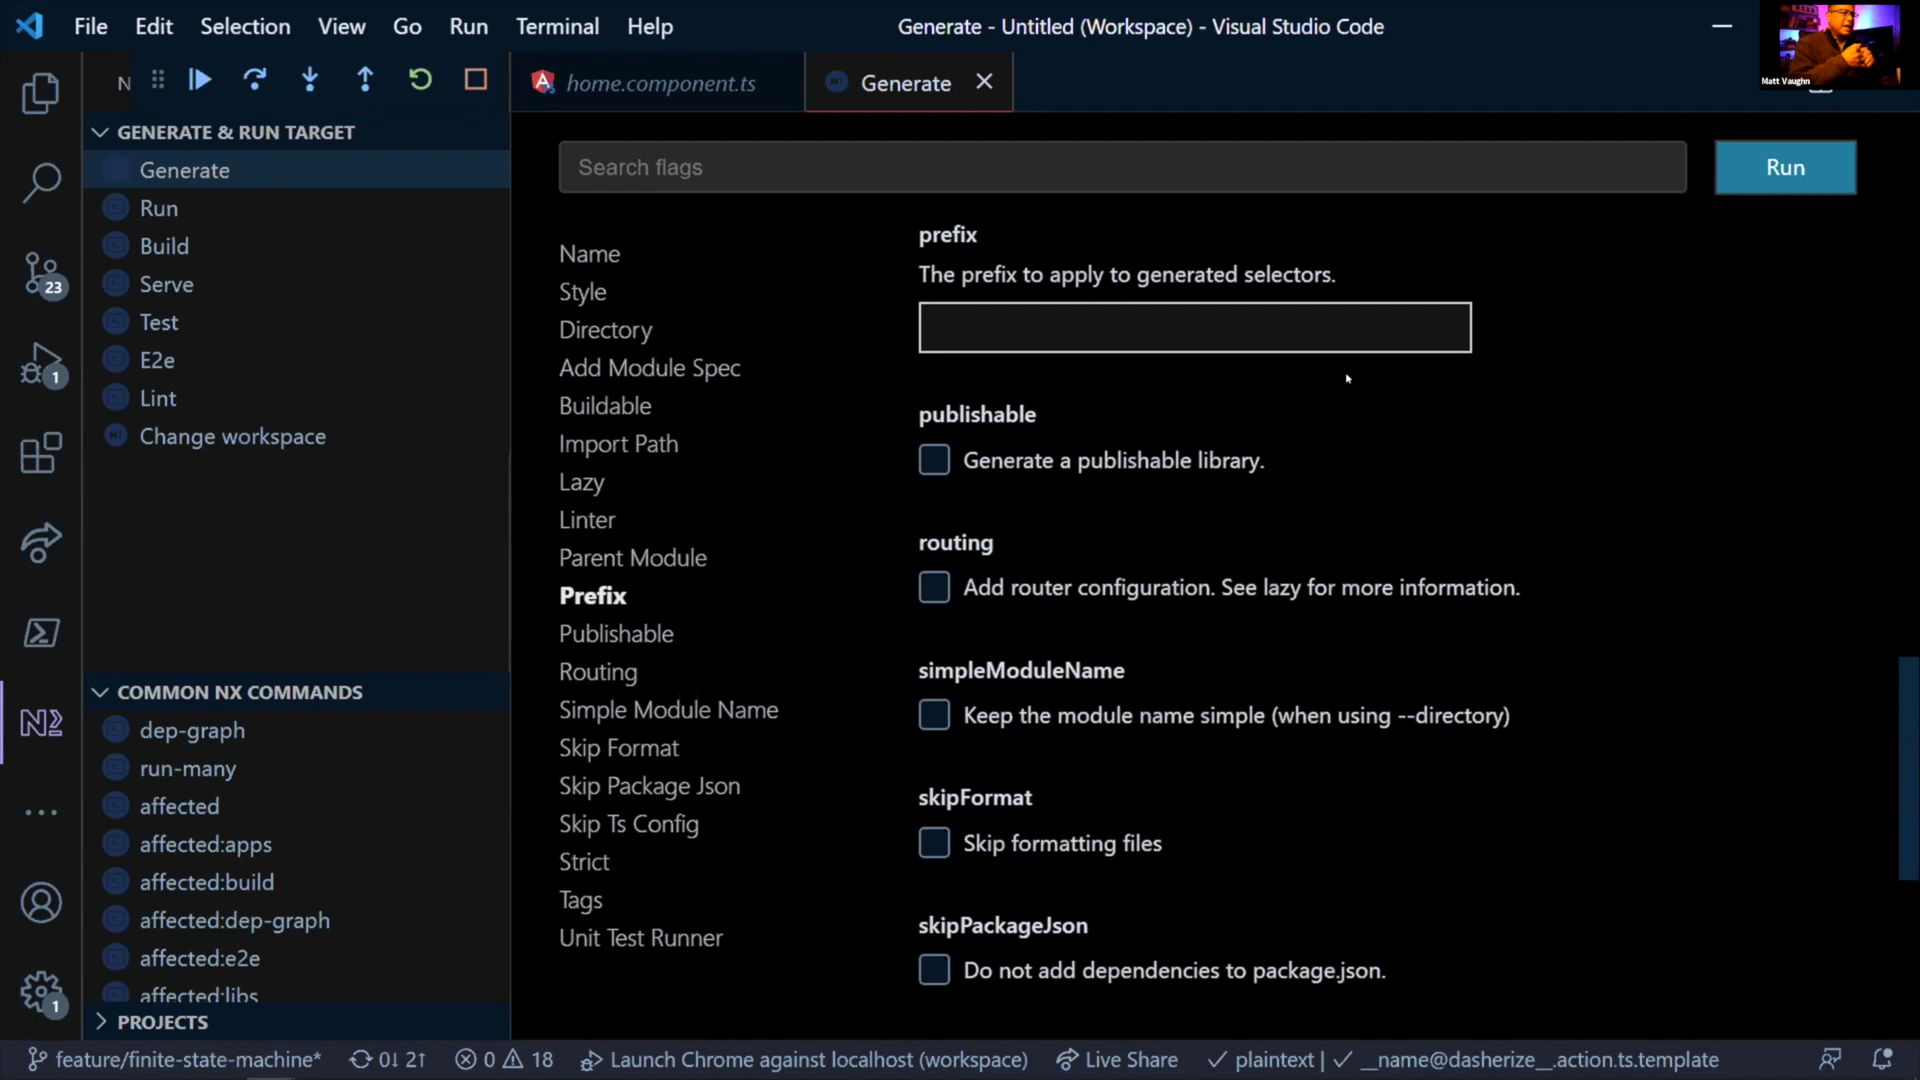 File Edit Selection View Go Run Terminal Help
Generate - Untitled (Workspace) - Visual Studio Code
Matt Vaughn
N
home.component.ts
Generate
GENERATE & RUN TARGET
Generate
Run
Build
Serve
Test
E2e
Lint
Change workspace
23
1
COMMON NX COMMANDS
dep-graph
run-many
affected
affected:apps
affected:build
affected:dep-graph
affected:e2e
affected:libs
PROJECTS
1
Search flags
Run
Name
Style
Directory
Add Module Spec
Buildable
Import Path
Lazy
Linter
Parent Module
Prefix
Publishable
Routing
Simple Module Name
Skip Format
Skip Package Json
Skip Ts Config
Strict
Tags
Unit Test Runner
prefix
The prefix to apply to generated selectors.
publishable
Generate a publishable library.
routing
Add router configuration. See lazy for more information.
simpleModuleName
Keep the module name simple (when using --directory)
skipFormat
Skip formatting files
skipPackageJson
Do not add dependencies to package.json.
feature/finite-state-machine* 0↓ 2↑ 0 18 Launch Chrome against localhost (workspace) Live Share ✓ plaintext | ✓ __name@dasherize__.action.ts.template